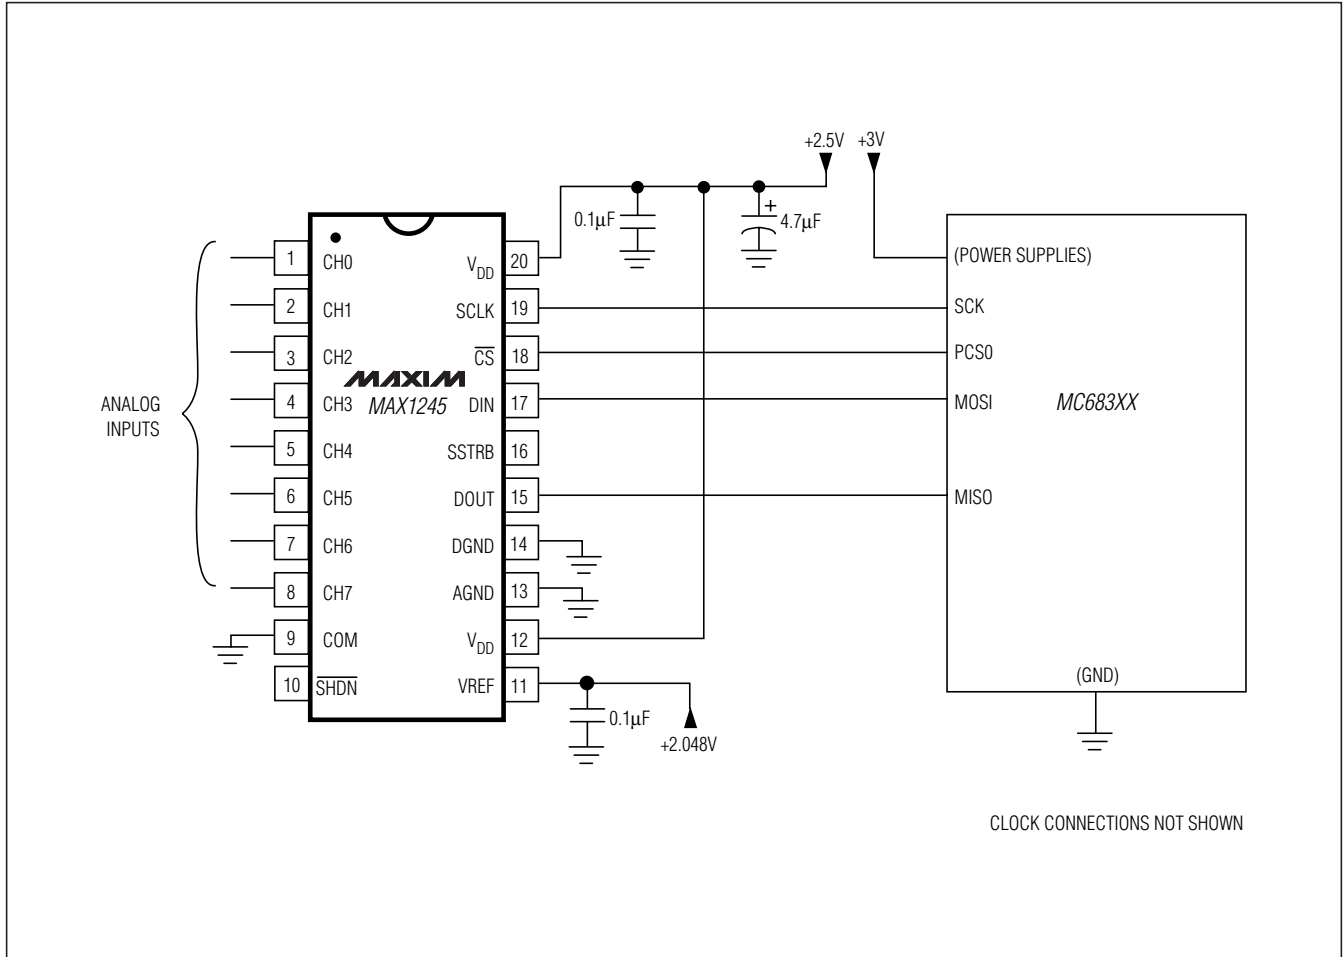 +2.5V +3V
0.1µF
4.7µF
ANALOG
INPUTS
1 CH0
2 CH1
3 CH2
4 CH3
5 CH4
6 CH5
7 CH6
8 CH7
9 COM
10 SHDN
MAXIM
MAX1245
VDD 20
SCLK 19
CS 18
DIN 17
SSTRB 16
DOUT 15
DGND 14
AGND 13
VDD 12
VREF 11
0.1µF
+2.048V
(POWER SUPPLIES)
SCK
PCS0
MOSI
MC683XX
MISO
(GND)
CLOCK CONNECTIONS NOT SHOWN